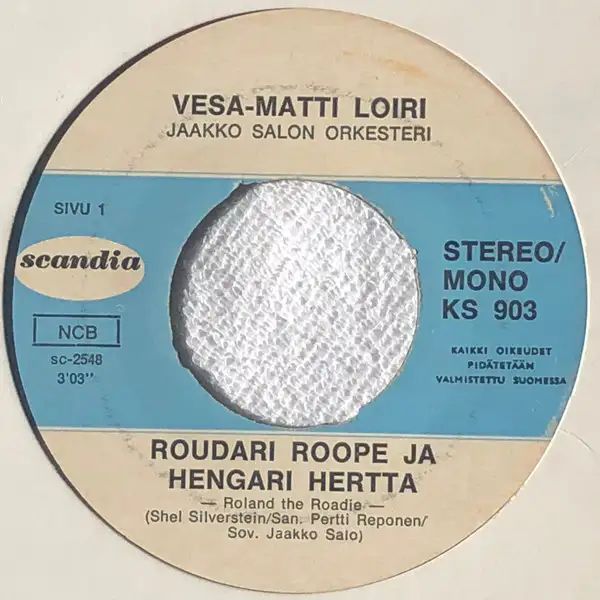 VESA-MATTI LOIRI
JAAKKO SALON ORKESTERI
SIVU 1
scandia
NCB
sc-2548
3'03"
STEREO/
MONO
KS 903
KAIKKI OIKEUDET
PIDÄTETÄÄN
VALMISTETTU SUOMESSA
ROUDARI ROOPE JA
HENGARI HERTTA
— Roland the Roadie —
(Shel Silverstein/San. Pertti Reponen/
Sov. Jaakko Salo)